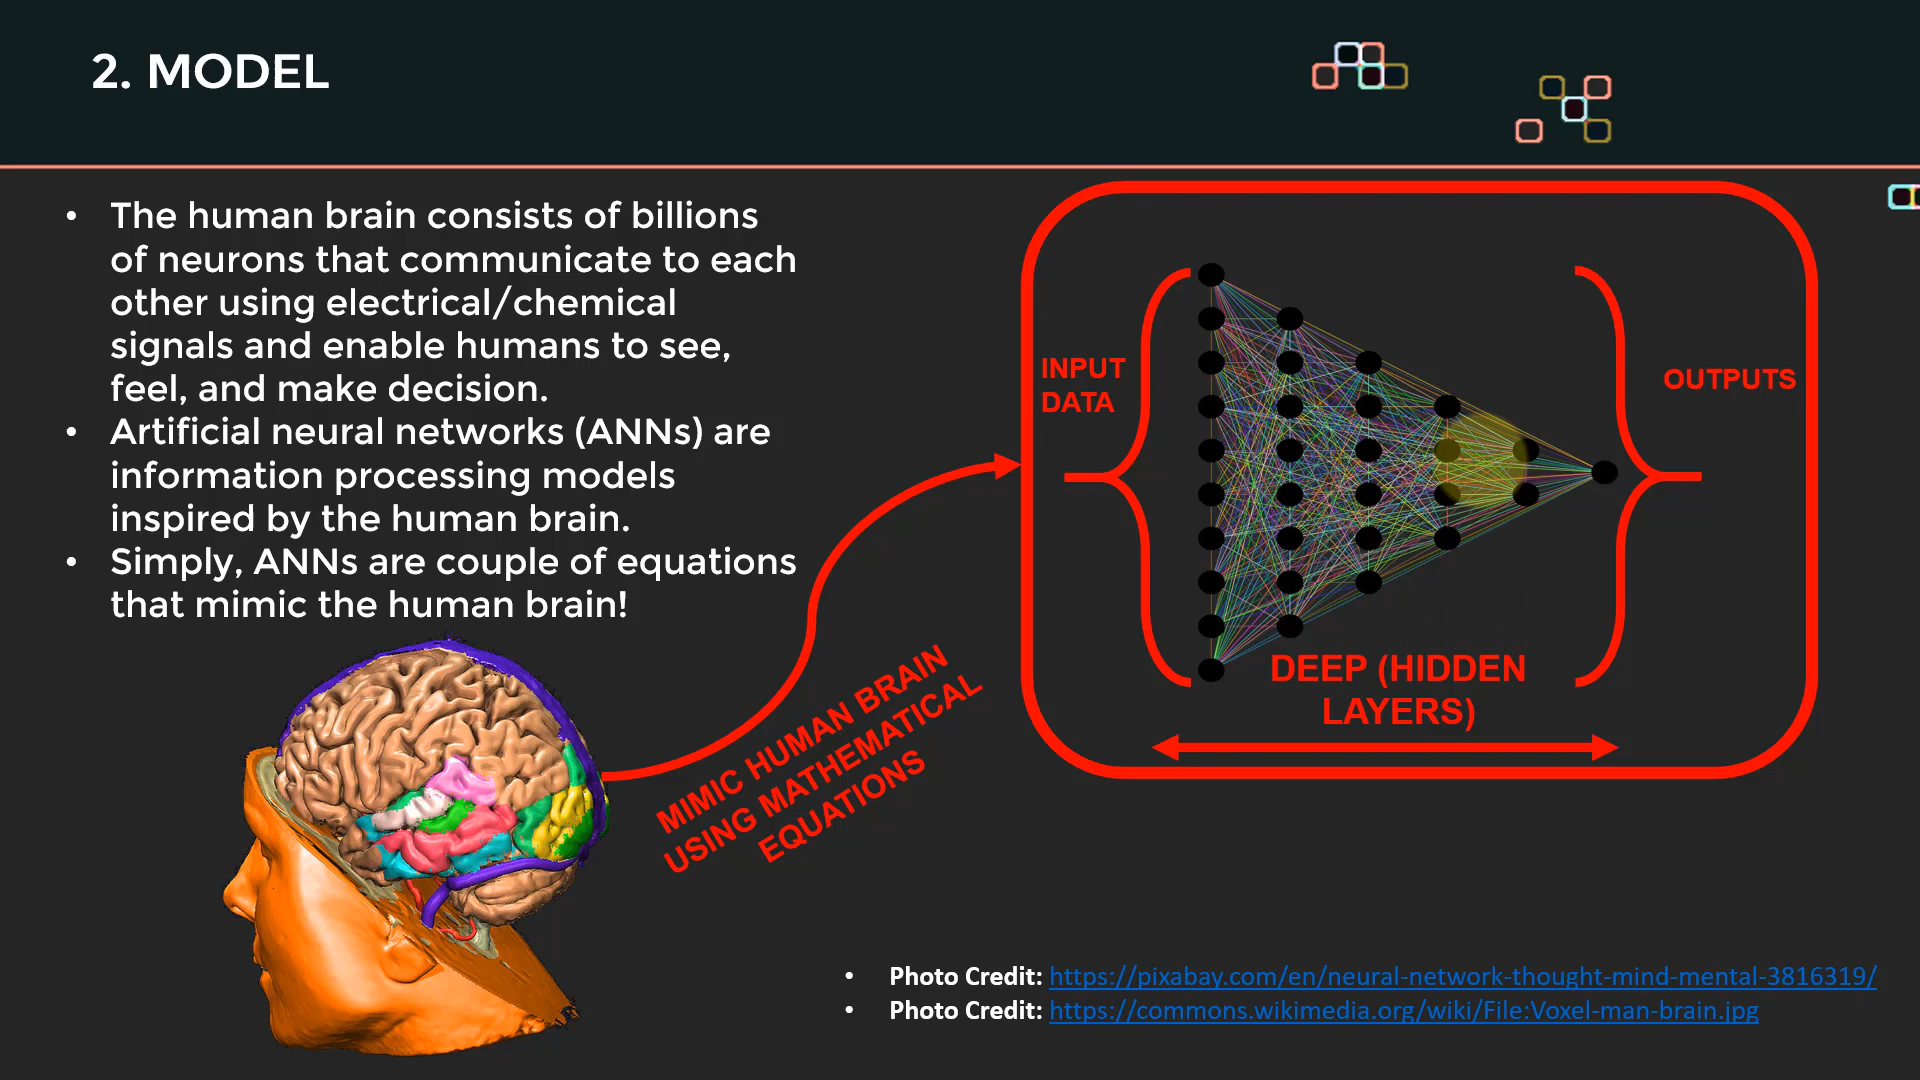 2. MODEL
• The human brain consists of billions
of neurons that communicate to each
other using electrical/chemical
signals and enable humans to see,
feel, and make decision.
• Artificial neural networks (ANNs) are
information processing models
inspired by the human brain.
• Simply, ANNs are couple of equations
that mimic the human brain!
MIMIC HUMAN BRAIN
USING MATHEMATICAL
EQUATIONS
INPUT
DATA
OUTPUTS
DEEP (HIDDEN
LAYERS)
• Photo Credit: https://pixabay.com/en/neural-network-thought-mind-mental-3816319/
• Photo Credit: https://commons.wikimedia.org/wiki/File:Voxel-man-brain.jpg